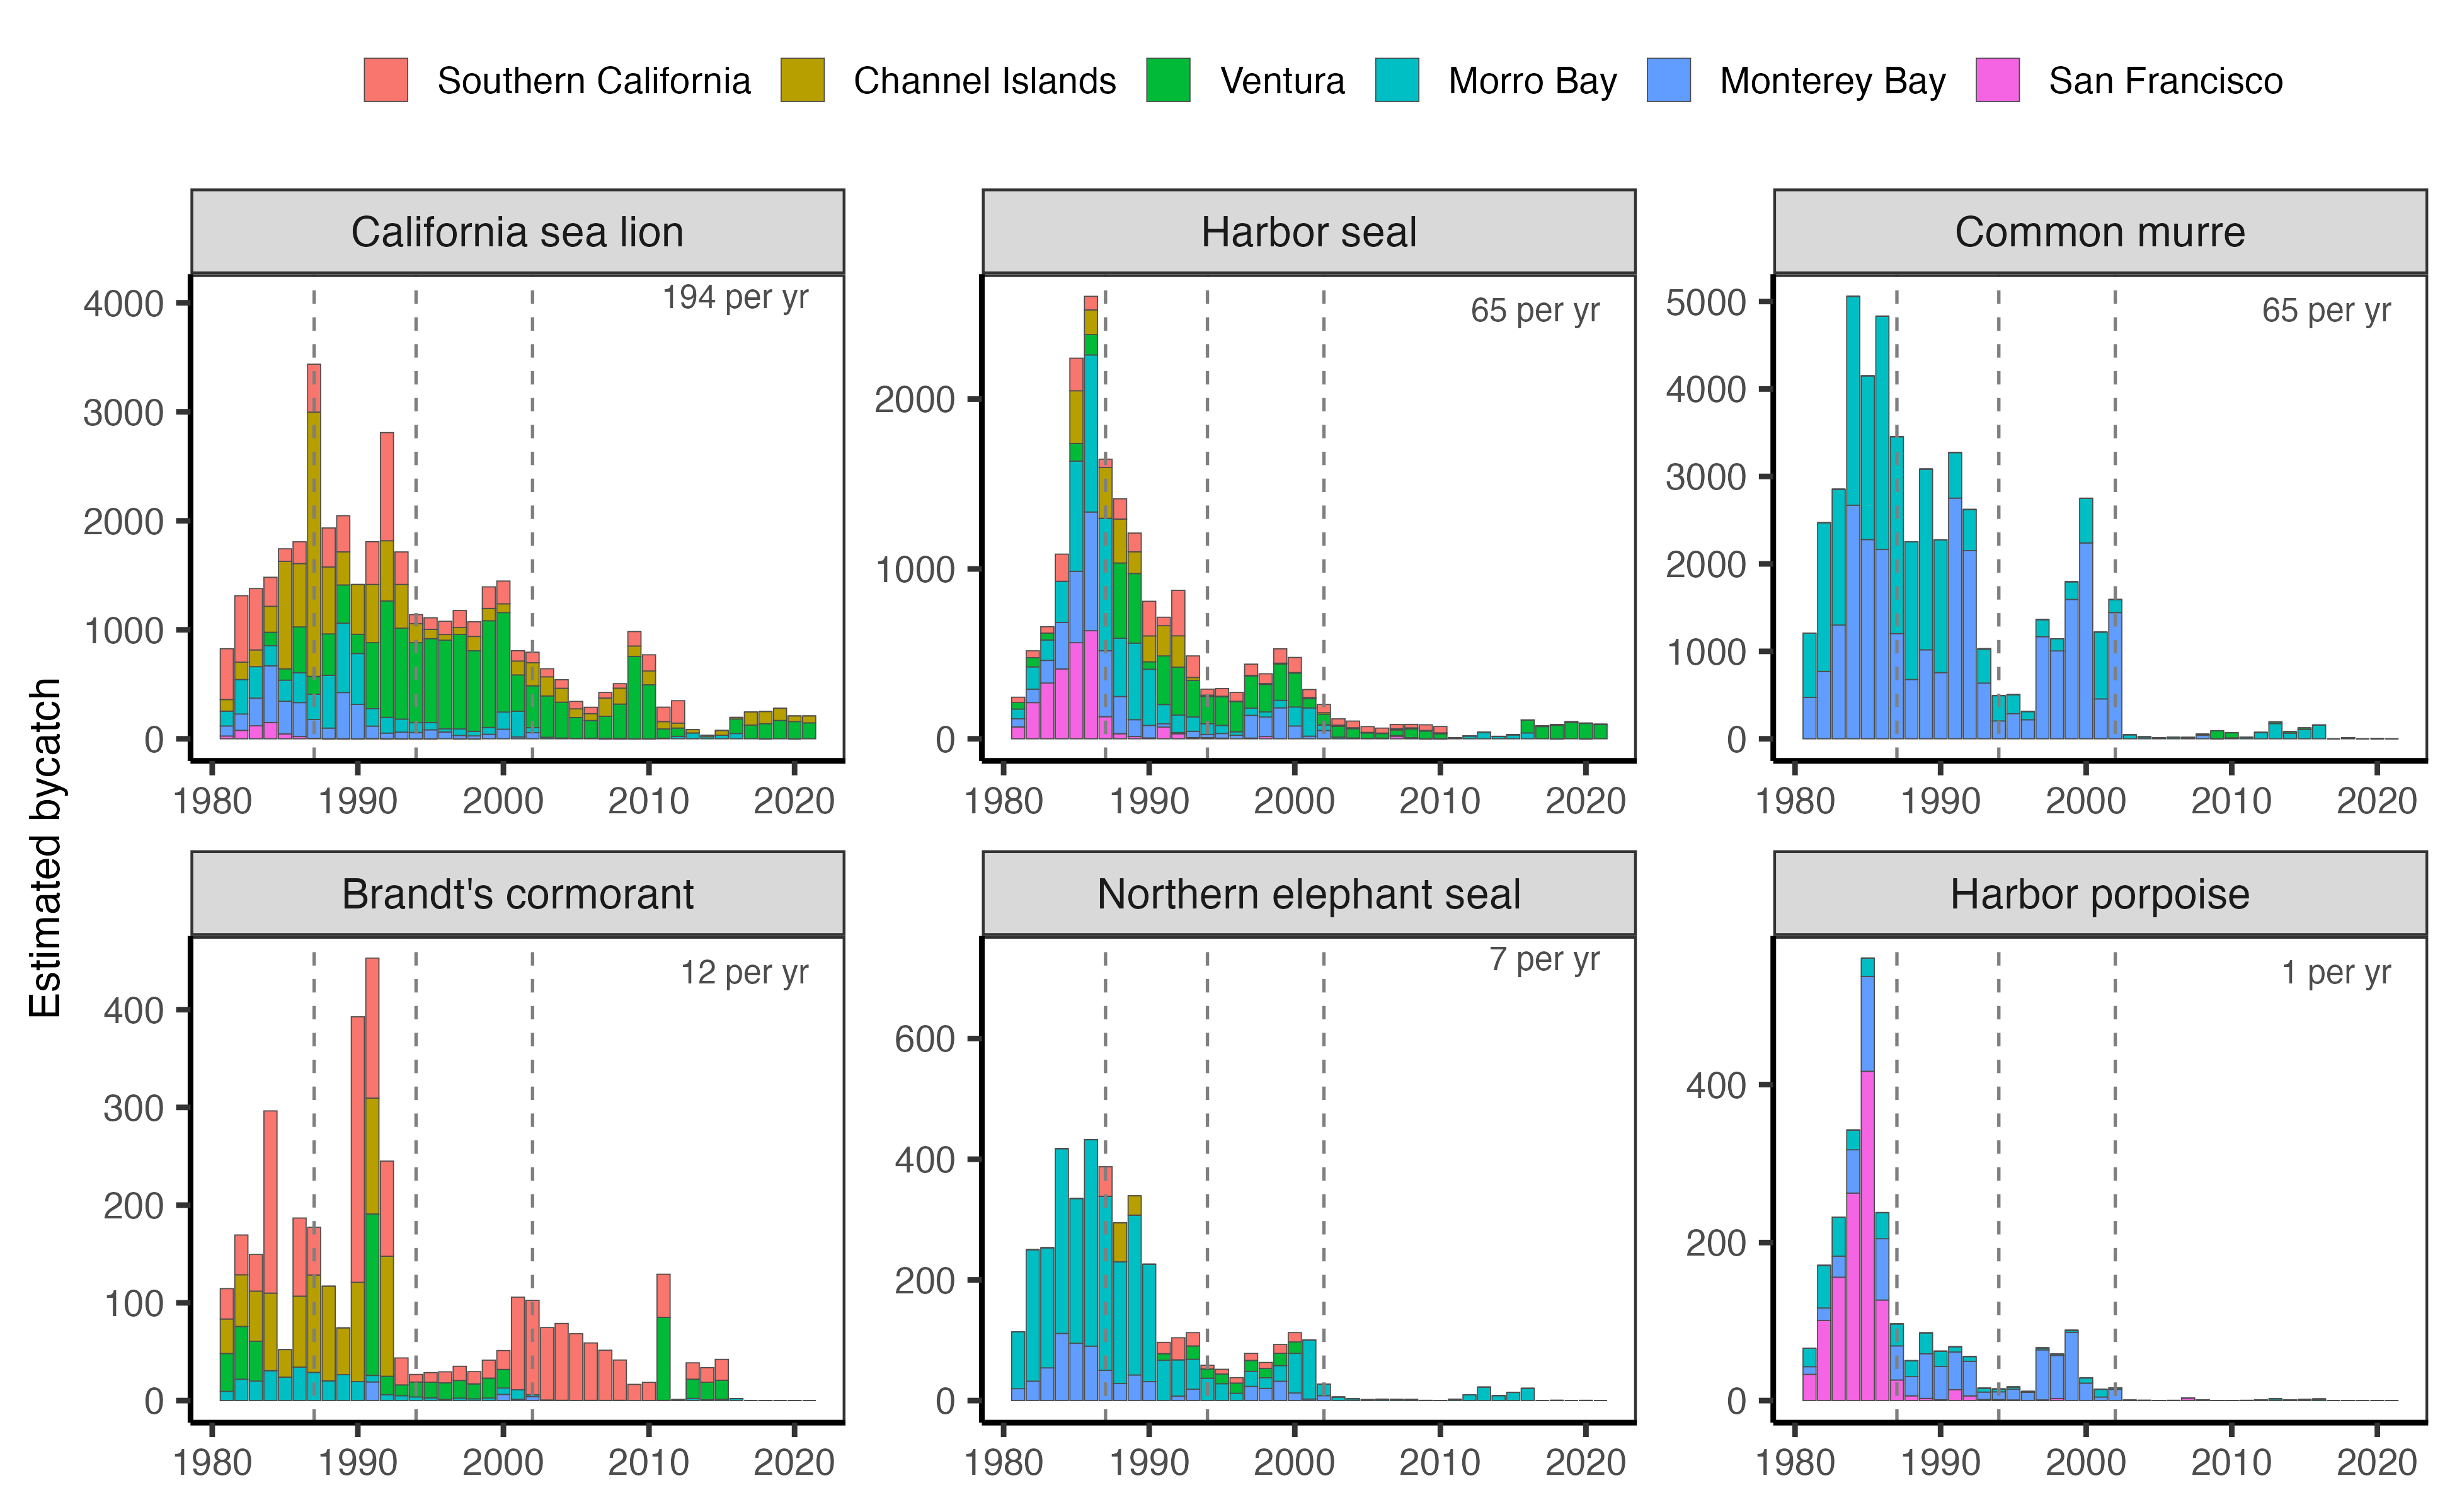 Southern California Channel Islands Ventura Morro Bay Monterey Bay San Francisco
California sea lion Harbor seal Common murre
194 per yr 65 per yr 65 per yr
4000 3000 2000 1000 0
2000 1000 0
5000 4000 3000 2000 1000 0
1980 1990 2000 2010 2020 1980 1990 2000 2010 2020 1980 1990 2000 2010 2020
Estimated bycatch
Brandt's cormorant Northern elephant seal Harbor porpoise
12 per yr 7 per yr 1 per yr
400 300 200 100 0
600 400 200 0
400 200 0
1980 1990 2000 2010 2020 1980 1990 2000 2010 2020 1980 1990 2000 2010 2020